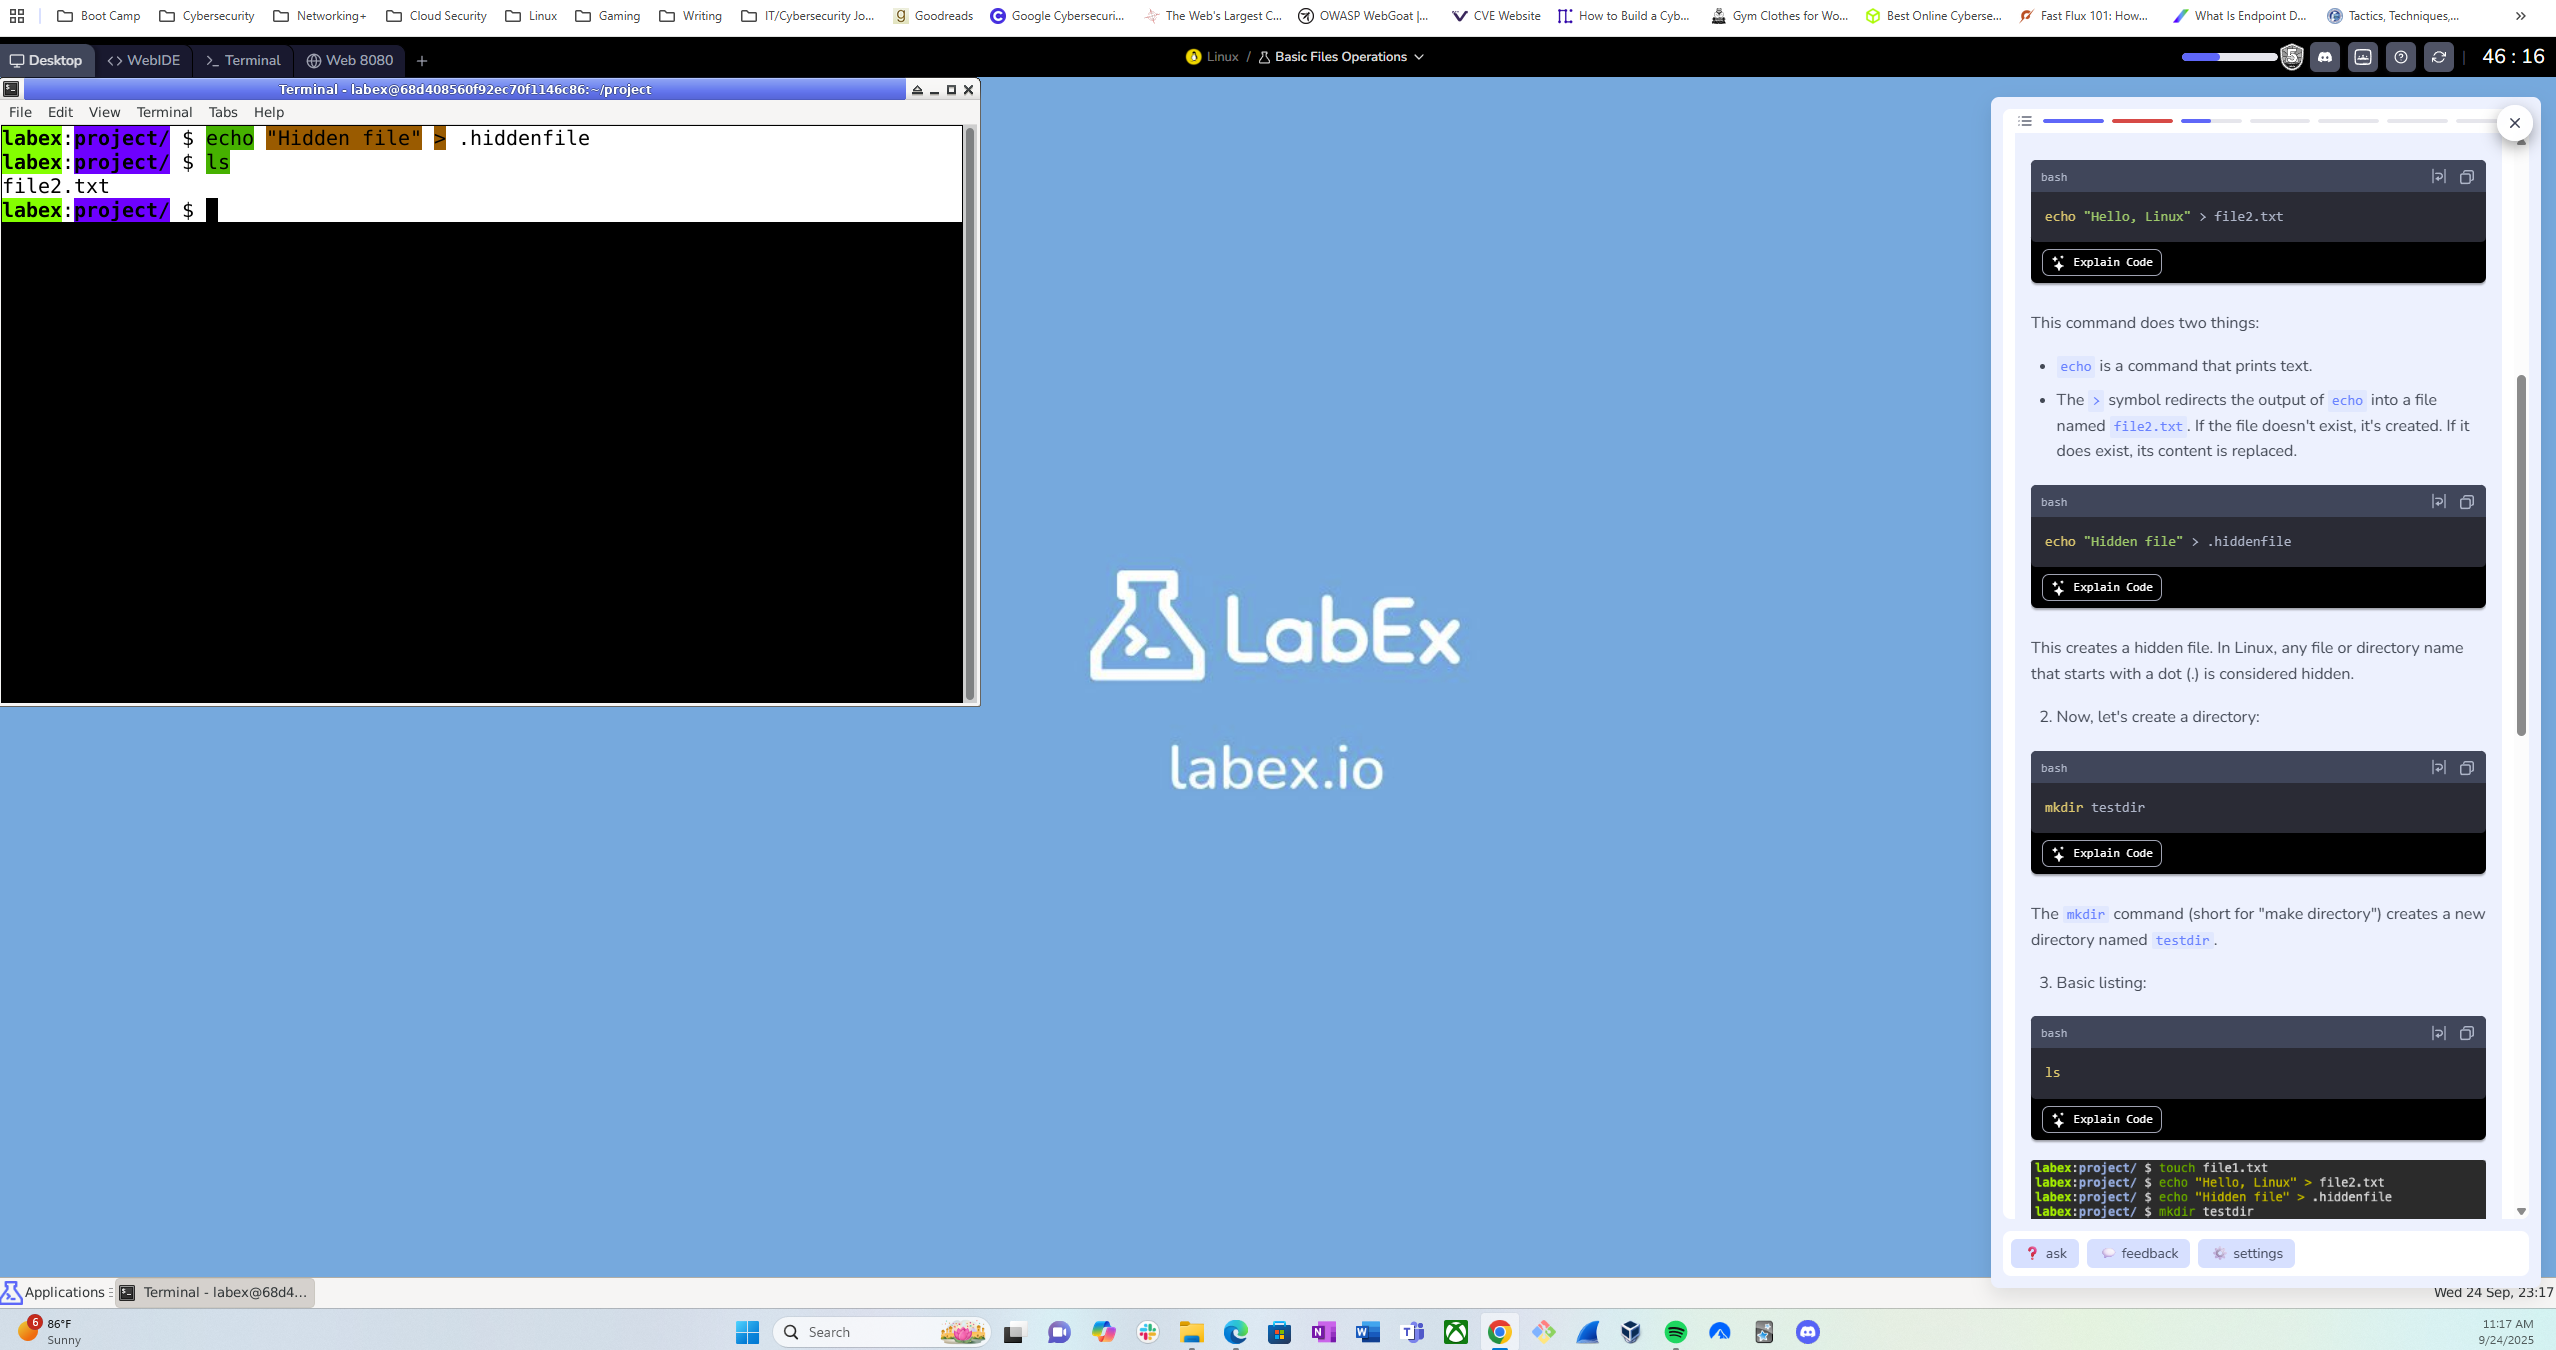 Boot Camp Cybersecurity Networking+ Cloud Security Linux Gaming Writing IT/Cybersecurity Jo... Goodreads Google Cybersecuri... The Web's Largest C... OWASP WebGoat |... CVE Website How to Build a Cyb... Gym Clothes for Wo... Best Online Cyberse... Fast Flux 101: How... What Is Endpoint D... Tactics, Techniques,... »
Desktop <> WebIDE >_ Terminal Web 8080 + Linux / Basic Files Operations 46 : 16
Terminal - labex@68d408560f92ec70f1146c86:~/project
File Edit View Terminal Tabs Help
labex:project/ $ echo "Hidden file" > .hiddenfile
labex:project/ $ ls
file2.txt
labex:project/ $
LabEx
labex.io
bash
echo "Hello, Linux" > file2.txt
Explain Code
This command does two things:
• echo is a command that prints text.
• The > symbol redirects the output of echo into a file
named file2.txt. If the file doesn't exist, it's created. If it
does exist, its content is replaced.
bash
echo "Hidden file" > .hiddenfile
Explain Code
This creates a hidden file. In Linux, any file or directory name
that starts with a dot (.) is considered hidden.
2. Now, let's create a directory:
bash
mkdir testdir
Explain Code
The mkdir command (short for "make directory") creates a new
directory named testdir.
3. Basic listing:
bash
ls
Explain Code
labex:project/ $ touch file1.txt
labex:project/ $ echo "Hello, Linux" > file2.txt
labex:project/ $ echo "Hidden file" > .hiddenfile
labex:project/ $ mkdir testdir
? ask feedback settings
Applications Terminal - labex@68d4... Wed 24 Sep, 23:17
6 86°F
Sunny
Search
11:17 AM
9/24/2025